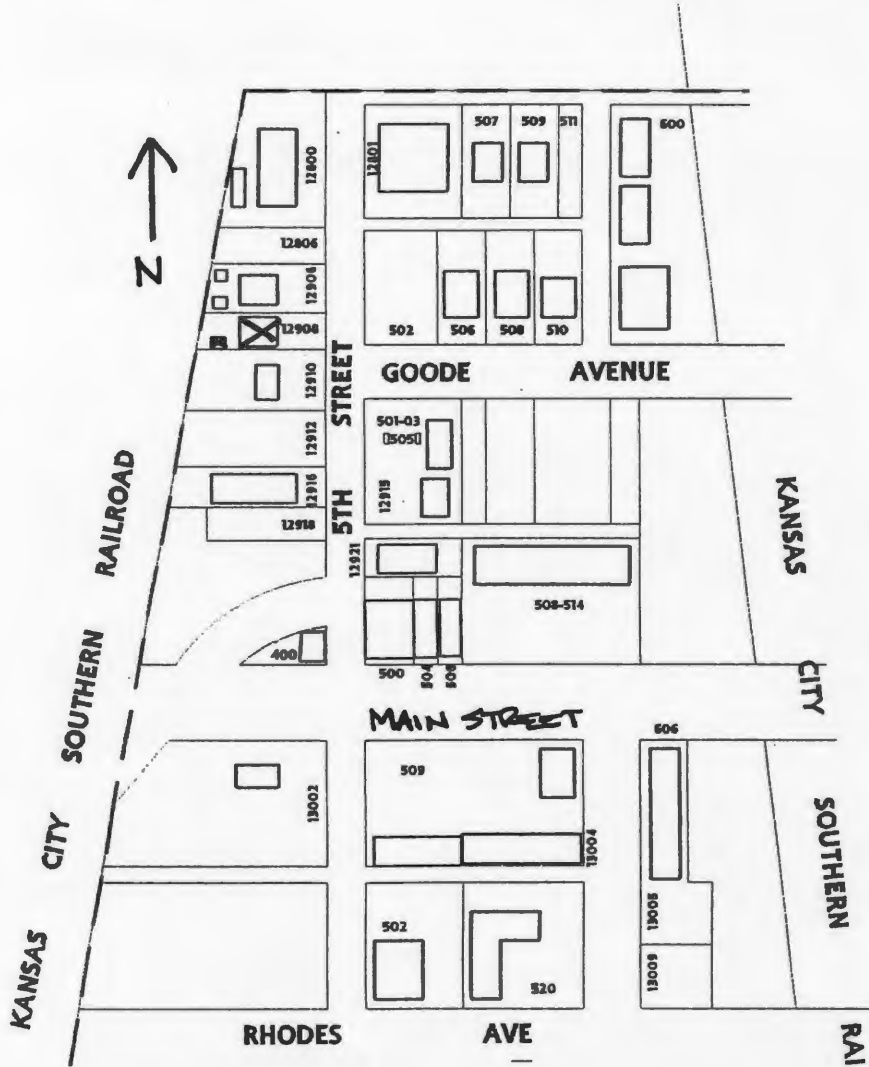 507
509
511
600
12800
12801
12806
N
12906
12908
502
506
508
510
12910
STREET
GOODE AVENUE
12912
501-03
[505]
RAILROAD
12916
12919
KANSAS
5TH
12918
12921
508-514
400
500
504
506
CITY
SOUTHERN
MAIN STREET
606
509
13002
13004
SOUTHERN
CITY
502
13005
13009
520
KANSAS
RHODES AVE
RAI